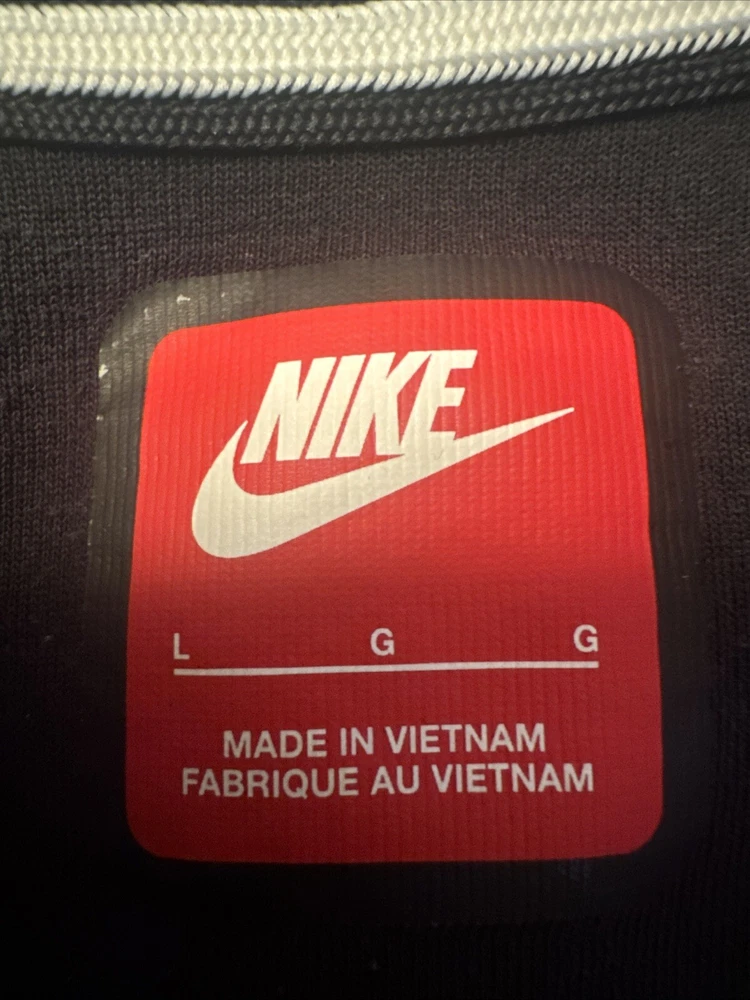 NIKE
L G G
MADE IN VIETNAM
FABRIQUE AU VIETNAM